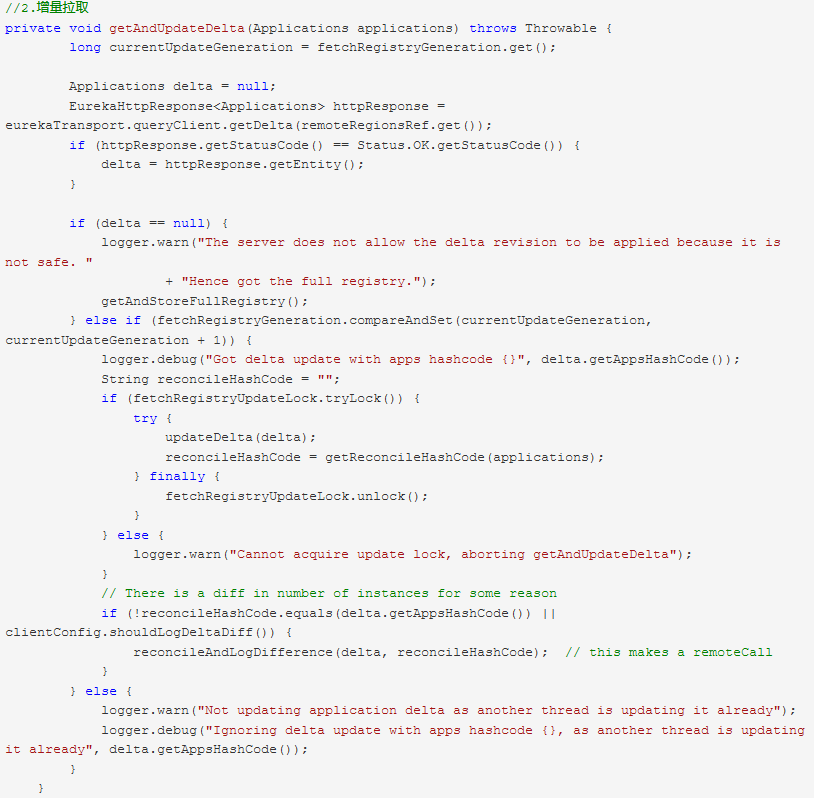 //2.增量拉取
private void getAndUpdateDelta(Applications applications) throws Throwable {
        long currentUpdateGeneration = fetchRegistryGeneration.get();

        Applications delta = null;
        EurekaHttpResponse<Applications> httpResponse =
eurekaTransport.queryClient.getDelta(remoteRegionsRef.get());
        if (httpResponse.getStatusCode() == Status.OK.getStatusCode()) {
            delta = httpResponse.getEntity();
        }

        if (delta == null) {
            logger.warn("The server does not allow the delta revision to be applied because it is
not safe. "
                    + "Hence got the full registry.");
            getAndStoreFullRegistry();
        } else if (fetchRegistryGeneration.compareAndSet(currentUpdateGeneration,
currentUpdateGeneration + 1)) {
            logger.debug("Got delta update with apps hashcode {}", delta.getAppsHashCode());
            String reconcileHashCode = "";
            if (fetchRegistryUpdateLock.tryLock()) {
                try {
                    updateDelta(delta);
                    reconcileHashCode = getReconcileHashCode(applications);
                } finally {
                    fetchRegistryUpdateLock.unlock();
                }
            } else {
                logger.warn("Cannot acquire update lock, aborting getAndUpdateDelta");
            }
            // There is a diff in number of instances for some reason
            if (!reconcileHashCode.equals(delta.getAppsHashCode()) ||
clientConfig.shouldLogDeltaDiff()) {
                reconcileAndLogDifference(delta, reconcileHashCode);  // this makes a remoteCall
            }
        } else {
            logger.warn("Not updating application delta as another thread is updating it already");
            logger.debug("Ignoring delta update with apps hashcode {}, as another thread is updating
it already", delta.getAppsHashCode());
        }
    }